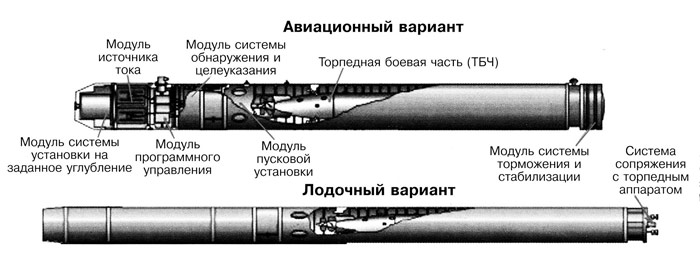 Авиационный вариант
Модуль
источника
тока
Модуль системы
обнаружения и
целеуказания
Торпедная боевая часть (ТБЧ)
Модуль системы
установки на
заданное углубление
Модуль
программного
управления
Модуль
пусковой
установки
Модуль системы
торможения и
стабилизации
Система
сопряжения
с торпедным
аппаратом
Лодочный вариант